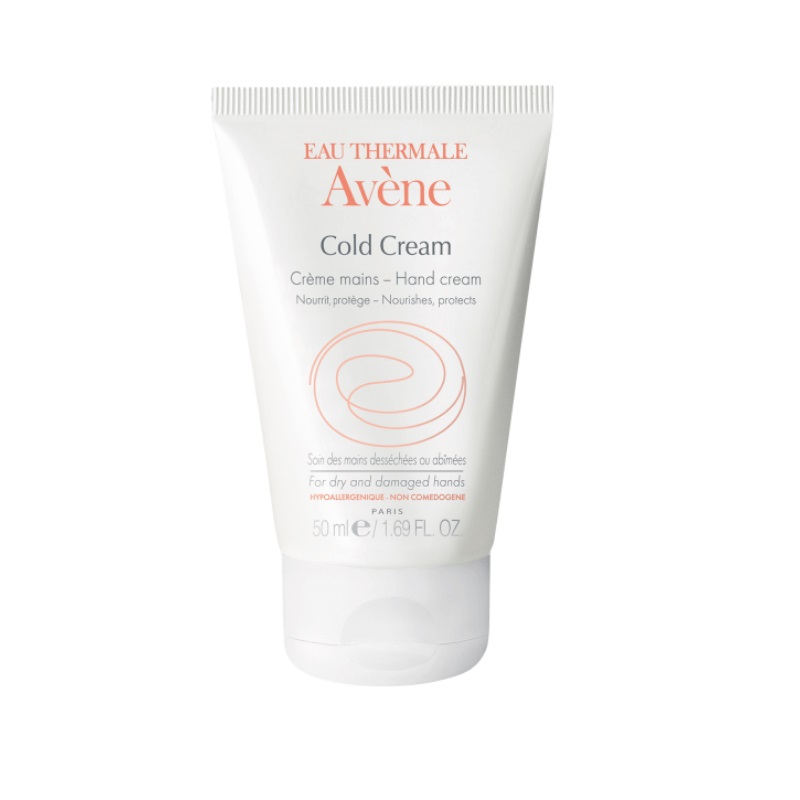 EAU THERMALE
Avène
Cold Cream
Crème mains – Hand cream
Nourrit, protège – Nourishes, protects
Soin des mains desséchées ou abîmées
For dry and damaged hands
HYPOALLERGENIQUE - NON COMEDOGENE
PARIS
50 ml e / 1.69 FL. OZ.